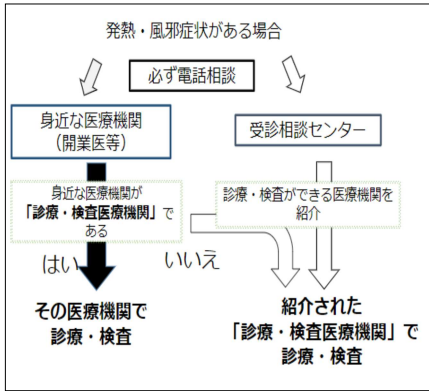 発熱・風邪症状がある場合
必ず電話相談
身近な医療機関
（開業医等）
受診相談センター
身近な医療機関が
「診療・検査医療機関」で
ある
診療・検査ができる医療機関を
紹介
はい
いいえ
その医療機関で
診療・検査
紹介された
「診療・検査医療機関」で
診療・検査